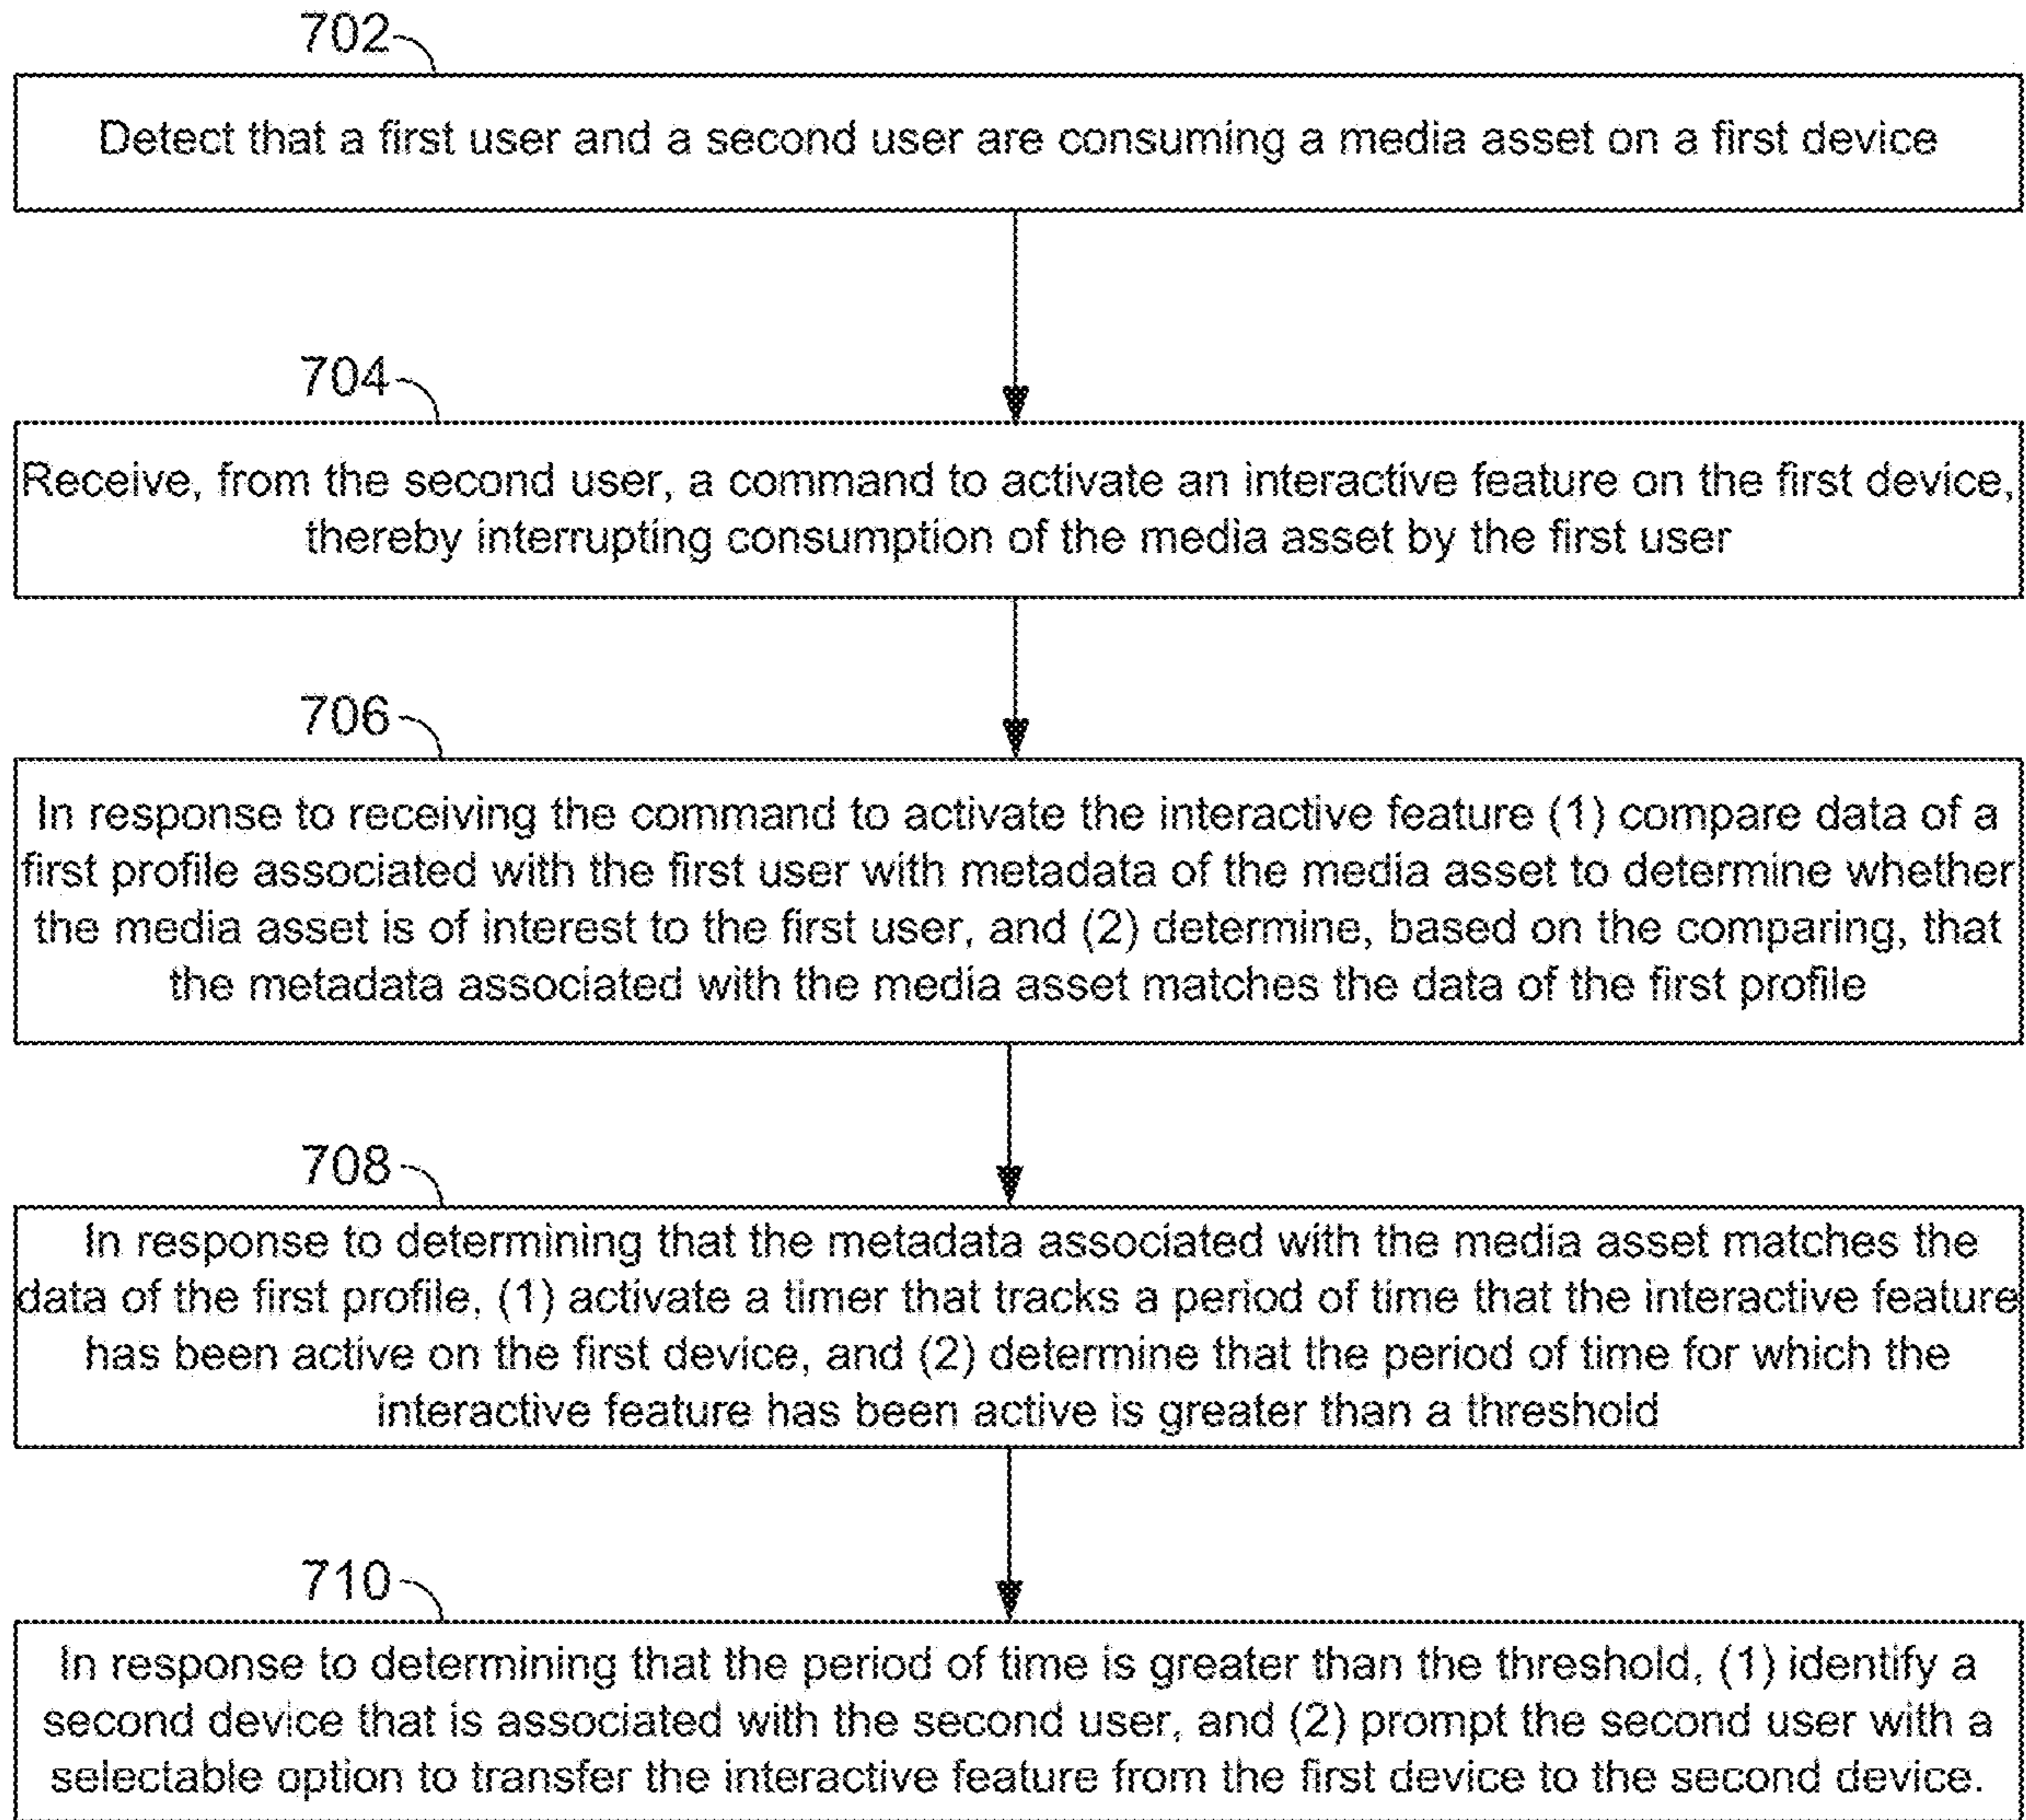 702
Detect that a first user and a second user are consuming a media asset on a first device
704
Receive, from the second user, a command to activate an interactive feature on the first device,
thereby interrupting consumption of the media asset by the first user
706
In response to receiving the command to activate the interactive feature (1) compare data of a
first profile associated with the first user with metadata of the media asset to determine whether
the media asset is of interest to the first user, and (2) determine, based on the comparing, that
the metadata associated with the media asset matches the data of the first profile
708
In response to determining that the metadata associated with the media asset matches the
data of the first profile, (1) activate a timer that tracks a period of time that the interactive feature
has been active on the first device, and (2) determine that the period of time for which the
interactive feature has been active is greater than a threshold
710
In response to determining that the period of time is greater than the threshold, (1) identify a
second device that is associated with the second user, and (2) prompt the second user with a
selectable option to transfer the interactive feature from the first device to the second device.